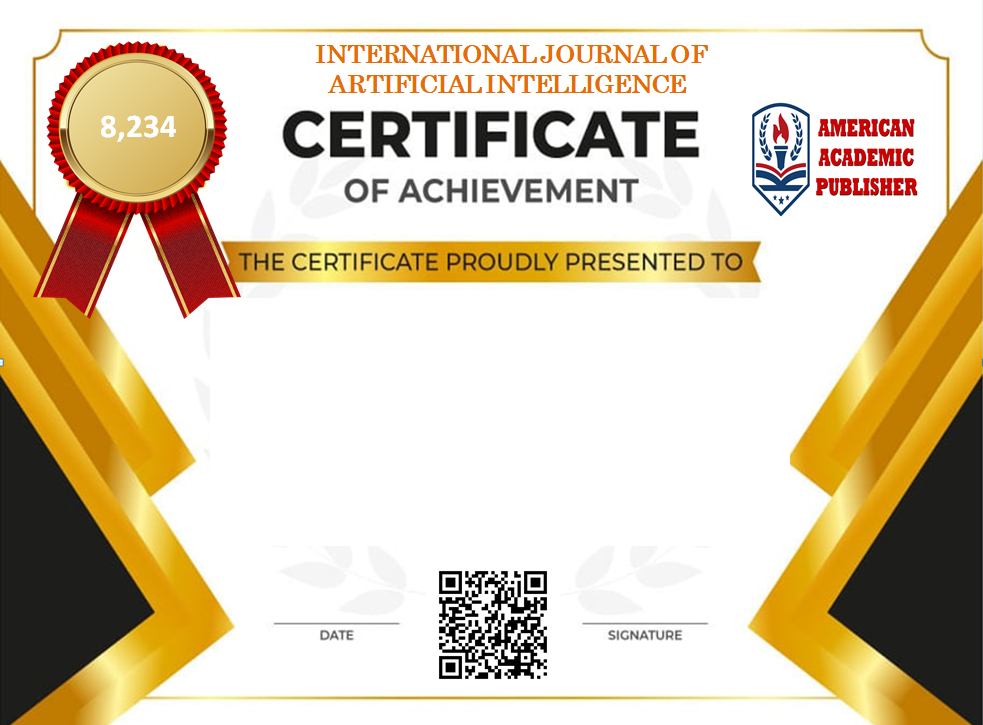 INTERNATIONAL JOURNAL OF
ARTIFICIAL INTELLIGENCE
8,234
CERTIFICATE
OF ACHIEVEMENT
AMERICAN
ACADEMIC
PUBLISHER
THE CERTIFICATE PROUDLY PRESENTED TO
DATE
SIGNATURE